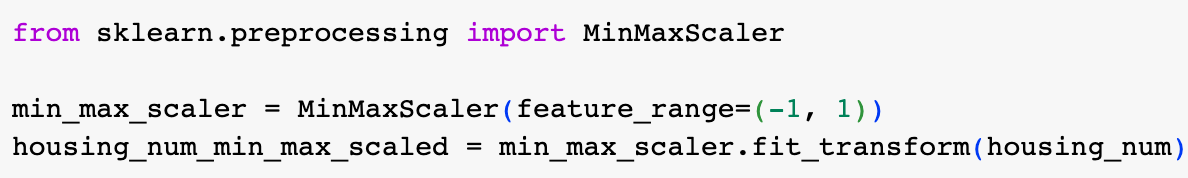 from sklearn.preprocessing import MinMaxScaler
min_max_scaler = MinMaxScaler(feature_range=(-1, 1))
housing_num_min_max_scaled = min_max_scaler.fit_transform(housing_num)